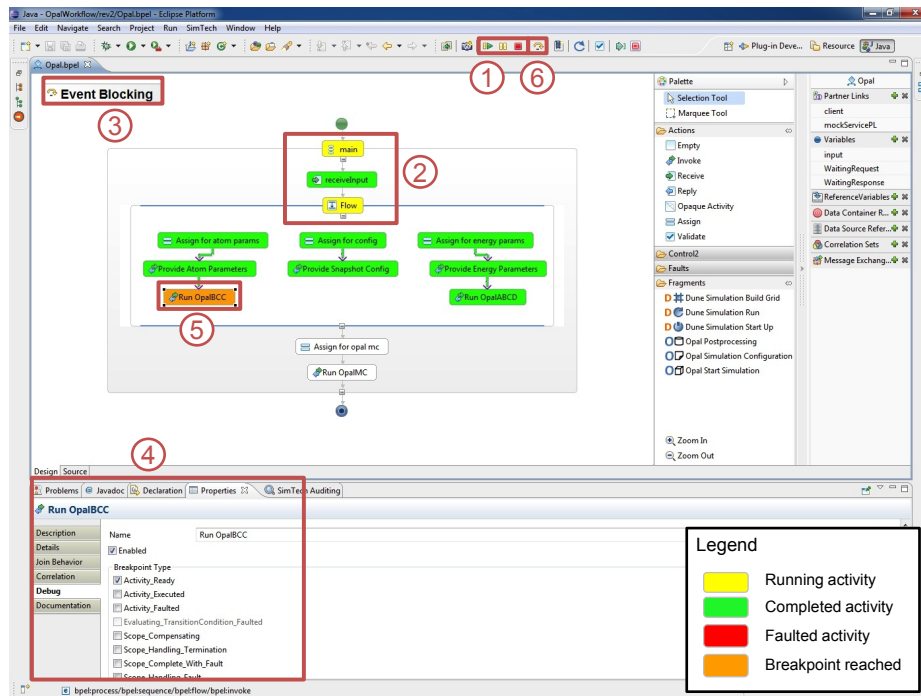 Java - OpalWorkflow/rev2/Opal.bpel - Eclipse Platform
File Edit Navigate Search Project Run SimTech Window Help
Plug-in Deve... Resource Java
1
6
Opal.bpel
Event Blocking
3
main
receiveInput
Flow
2
Assign for atom params
Assign for config
Assign for energy params
Provide Atom Parameters
Provide Snapshot Config
Provide Energy Parameters
Run OpalBCC
Run OpalABCD
5
Assign for opal mc
Run OpalMC
Palette
Selection Tool
Marquee Tool
Actions
Empty
Invoke
Receive
Reply
Opaque Activity
Assign
Validate
Control2
Faults
Fragments
Dune Simulation Build Grid
Dune Simulation Run
Dune Simulation Start Up
Opal Postprocessing
Opal Simulation Configuration
Opal Start Simulation
Zoom In
Zoom Out
Opal
Partner Links
client
mockServicePL
Variables
input
WaitingRequest
WaitingResponse
ReferenceVariables
Data Container R...
Data Source Refer...
Correlation Sets
Message Exchang...
Design Source
4
Problems Javadoc Declaration Properties SimTech Auditing
Run OpalBCC
Description
Details
Join Behavior
Correlation
Debug
Documentation
Name Run OpalBCC
Enabled
Breakpoint Type
Activity_Ready
Activity_Executed
Activity_Faulted
Evaluating_TransitionCondition_Faulted
Scope_Compensating
Scope_Handling_Termination
Scope_Complete_With_Fault
Scope_Handling_Fault
Legend
Running activity
Completed activity
Faulted activity
Breakpoint reached
bpel:process/bpel:sequence/bpel:flow/bpel:invoke